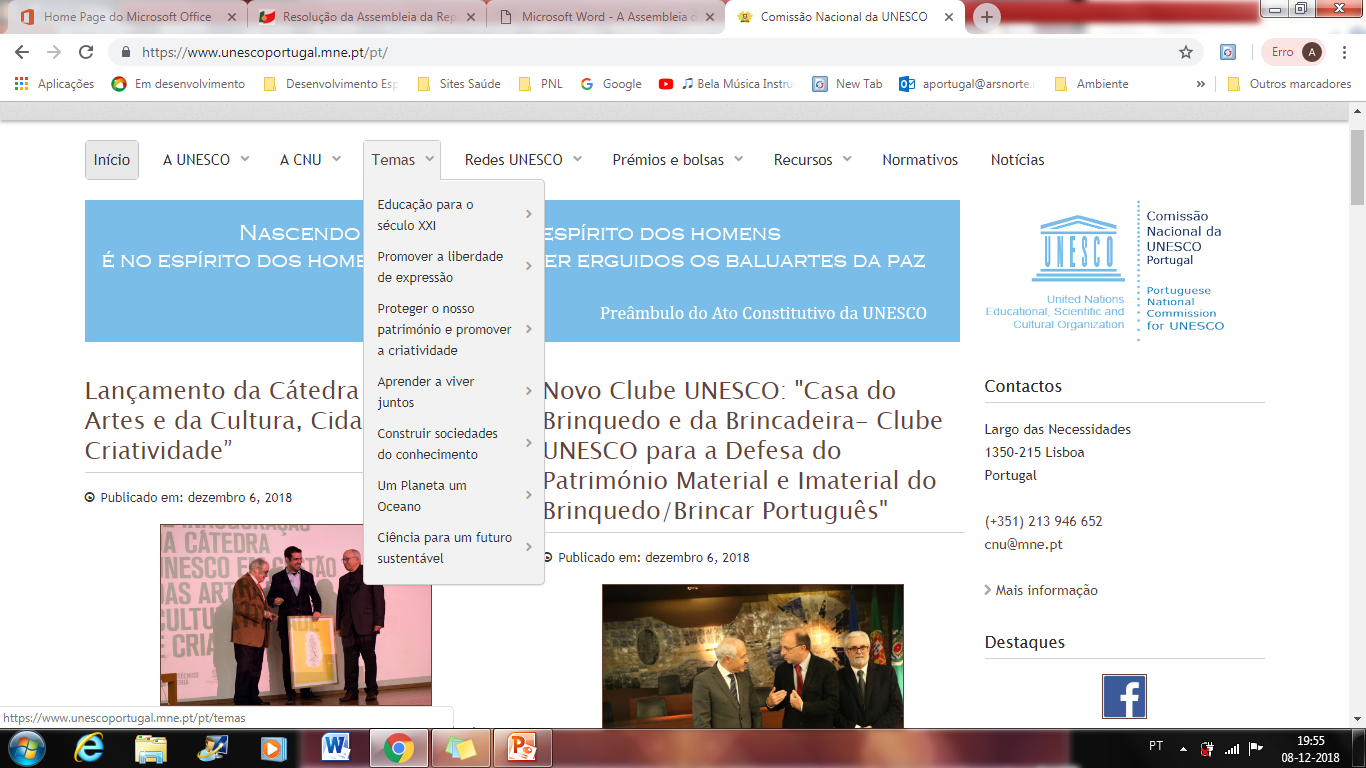 Home Page do Microsoft Office
Resolução da Assembleia da Rep
Microsoft Word - A Assembleia d
Comissão Nacional da UNESCO
https://www.unescoportugal.mne.pt/pt/
Erro A
Aplicações
Em desenvolvimento
Desenvolvimento Esp
Sites Saúde
PNL
Google
Bela Música Instru
New Tab
aportugal@arsnorte.
Ambiente
»
Outros marcadores
Início
A UNESCO
A CNU
Temas
Redes UNESCO
Prémios e bolsas
Recursos
Normativos
Notícias
Educação para o
século XXI
Promover a liberdade
de expressão
Proteger o nosso
património e promover
a criatividade
Aprender a viver
juntos
Construir sociedades
do conhecimento
Um Planeta um
Oceano
Ciência para um futuro
sustentável
Nascendo espírito dos homens
é no espírito dos home er erguidos os baluartes da paz
Preâmbulo do Ato Constitutivo da UNESCO
UNESCO
United Nations
Educational, Scientific and
Cultural Organization
Comissão
Nacional da
UNESCO
Portugal
Portuguese
National
Commission
for UNESCO
Lançamento da Cátedra
Artes e da Cultura, Cida
Criatividade”
Publicado em: dezembro 6, 2018
E INAUGURAÇÃO
A CÁTEDRA
DAS AR
CULTU
E CRIA
Novo Clube UNESCO: "Casa do
Brinquedo e da Brincadeira- Clube
UNESCO para a Defesa do
Património Material e Imaterial do
Brinquedo/Brincar Português"
Publicado em: dezembro 6, 2018
Contactos
Largo das Necessidades
1350-215 Lisboa
Portugal
(+351) 213 946 652
cnu@mne.pt
Mais informação
Destaques
f
https://www.unescoportugal.mne.pt/pt/temas
PT
19:55
08-12-2018